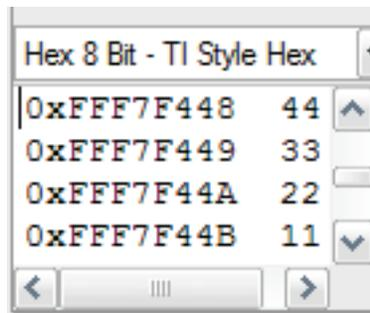 Hex 8 Bit - TI Style Hex
0xFFF7F448 44
0xFFF7F449 33
0xFFF7F44A 22
0xFFF7F44B 11